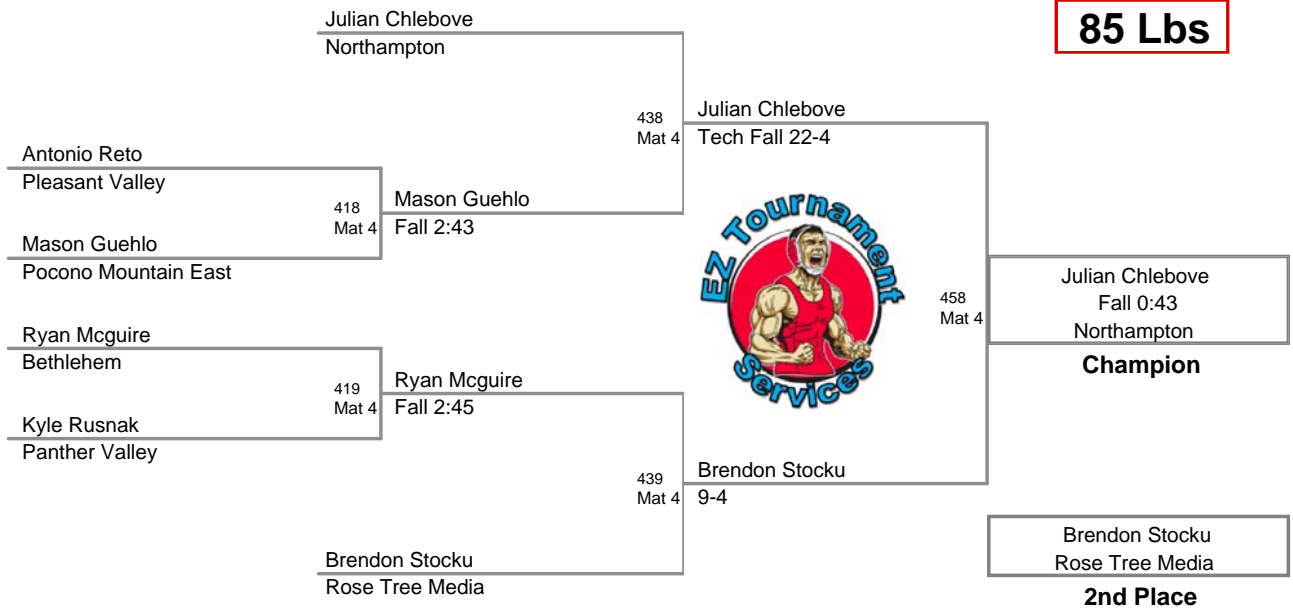 85 Lbs
Julian Chlebove
Northampton
438
Mat 4
Julian Chlebove
Tech Fall 22-4
Antonio Reto
Pleasant Valley
418
Mat 4
Mason Guehlo
Fall 2:43
Mason Guehlo
Pocono Mountain East
EZ Tournament
Services
458
Mat 4
Julian Chlebove
Fall 0:43
Northampton
Champion
Ryan Mcguire
Bethlehem
419
Mat 4
Ryan Mcguire
Fall 2:45
Kyle Rusnak
Panther Valley
439
Mat 4
Brendon Stocku
9-4
Brendon Stocku
Rose Tree Media
Brendon Stocku
Rose Tree Media
2nd Place